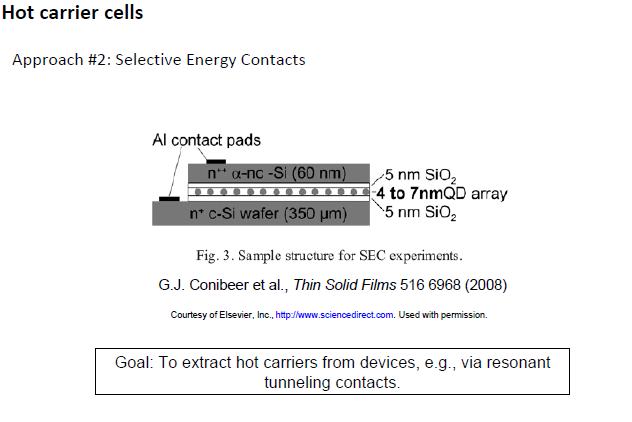 Hot carrier cells
Approach #2: Selective Energy Contacts
Al contact pads
n⁺⁺ α-nc -Si (60 nm)
5 nm SiO₂
4 to 7nmQD array
n⁺ c-Si wafer (350 µm)
5 nm SiO₂
Fig. 3. Sample structure for SEC experiments.
G.J. Conibeer et al., Thin Solid Films 516 6968 (2008)
Courtesy of Elsevier, Inc., http://www.sciencedirect.com. Used with permission.
Goal: To extract hot carriers from devices, e.g., via resonant
tunneling contacts.